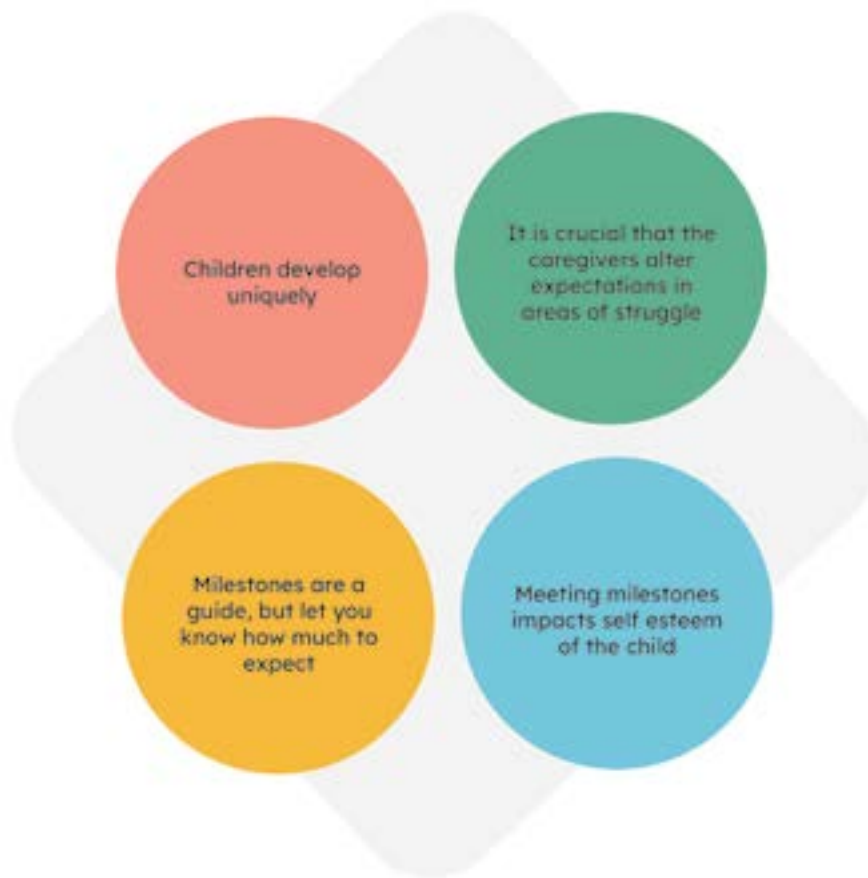 Children develop
uniquely
It is crucial that the
caregivers alter
expectations in
areas of struggle
Milestones are a
guide, but let you
know how much to
expect
Meeting milestones
impacts self esteem
of the child